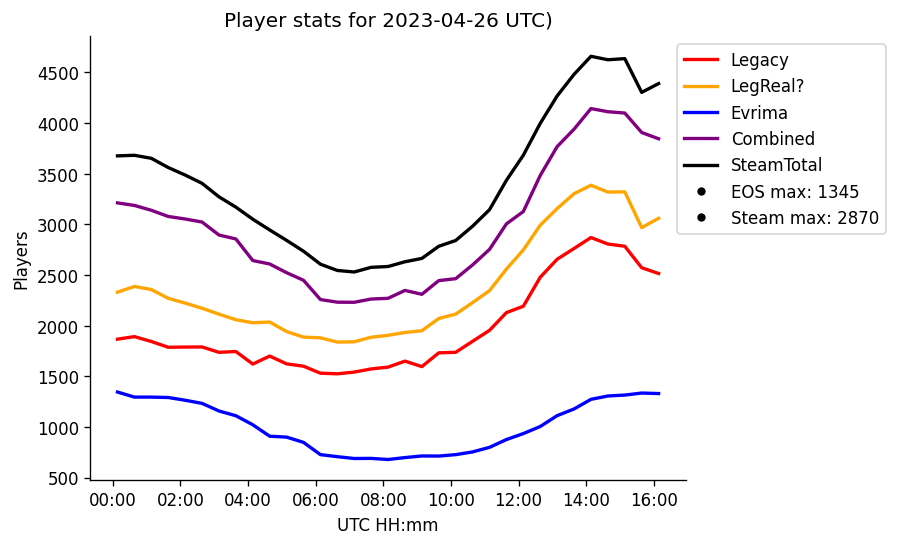 Player stats for 2023-04-26 UTC)
Legacy
LegReal?
Evrima
Combined
SteamTotal
EOS max: 1345
Steam max: 2870
Players
4500
4000
3500
3000
2500
2000
1500
1000
500
00:00 02:00 04:00 06:00 08:00 10:00 12:00 14:00 16:00
UTC HH:mm